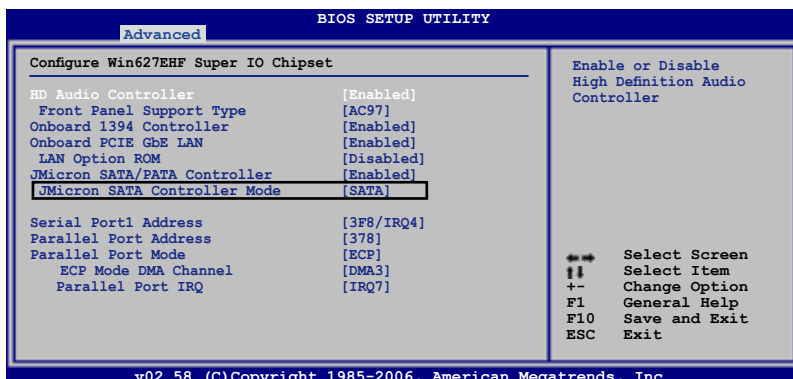 BIOS SETUP UTILITY
Advanced
Configure Win627EHF Super IO Chipset
HD Audio Controller [Enabled]
Front Panel Support Type [AC97]
Onboard 1394 Controller [Enabled]
Onboard PCIE GbE LAN [Enabled]
LAN Option ROM [Disabled]
JMicron SATA/PATA Controller [Enabled]
JMicron SATA Controller Mode [SATA]
Serial Port1 Address [3F8/IRQ4]
Parallel Port Address [378]
Parallel Port Mode [ECP]
ECP Mode DMA Channel [DMA3]
Parallel Port IRQ [IRQ7]
Enable or Disable
High Definition Audio
Controller
Select Screen
Select Item
+- Change Option
F1 General Help
F10 Save and Exit
ESC Exit
v02.58 (C)Copyright 1985-2006, American Megatrends, Inc.